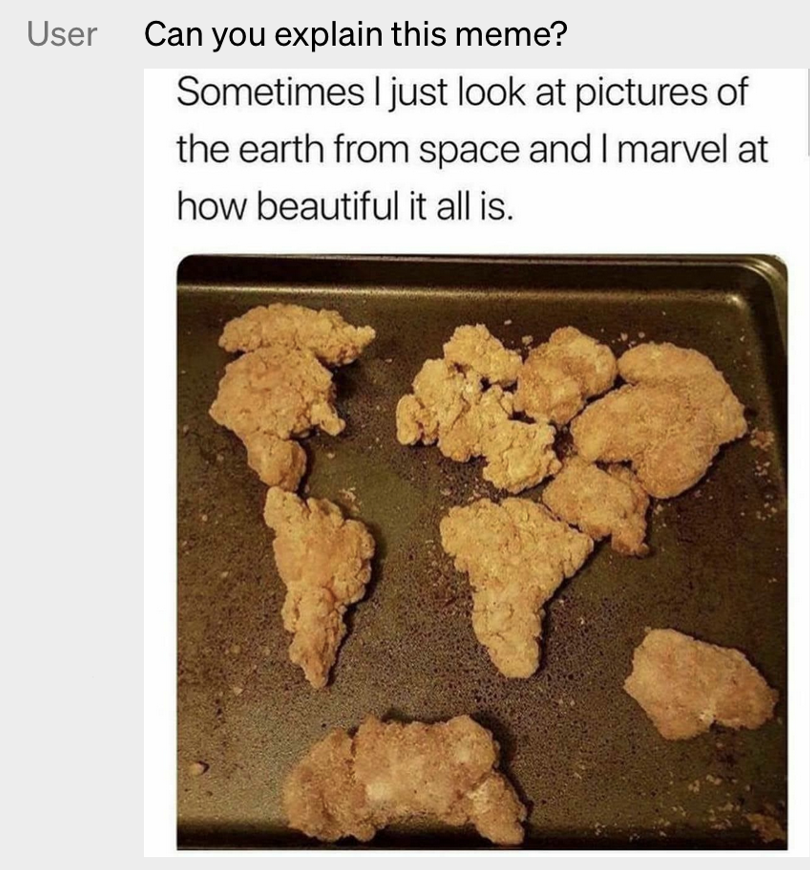 User
Can you explain this meme?
Sometimes I just look at pictures of
the earth from space and I marvel at
how beautiful it all is.